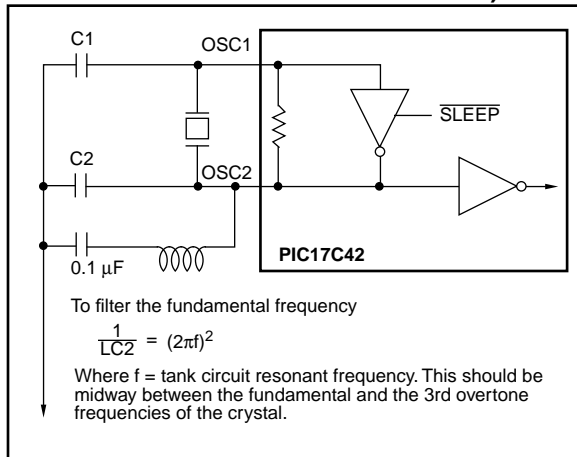 C1
OSC1
SLEEP
C2
OSC2
PIC17C42
0.1 µF
To filter the fundamental frequency
1/LC2 = (2πf)²
Where f = tank circuit resonant frequency. This should be
midway between the fundamental and the 3rd overtone
frequencies of the crystal.